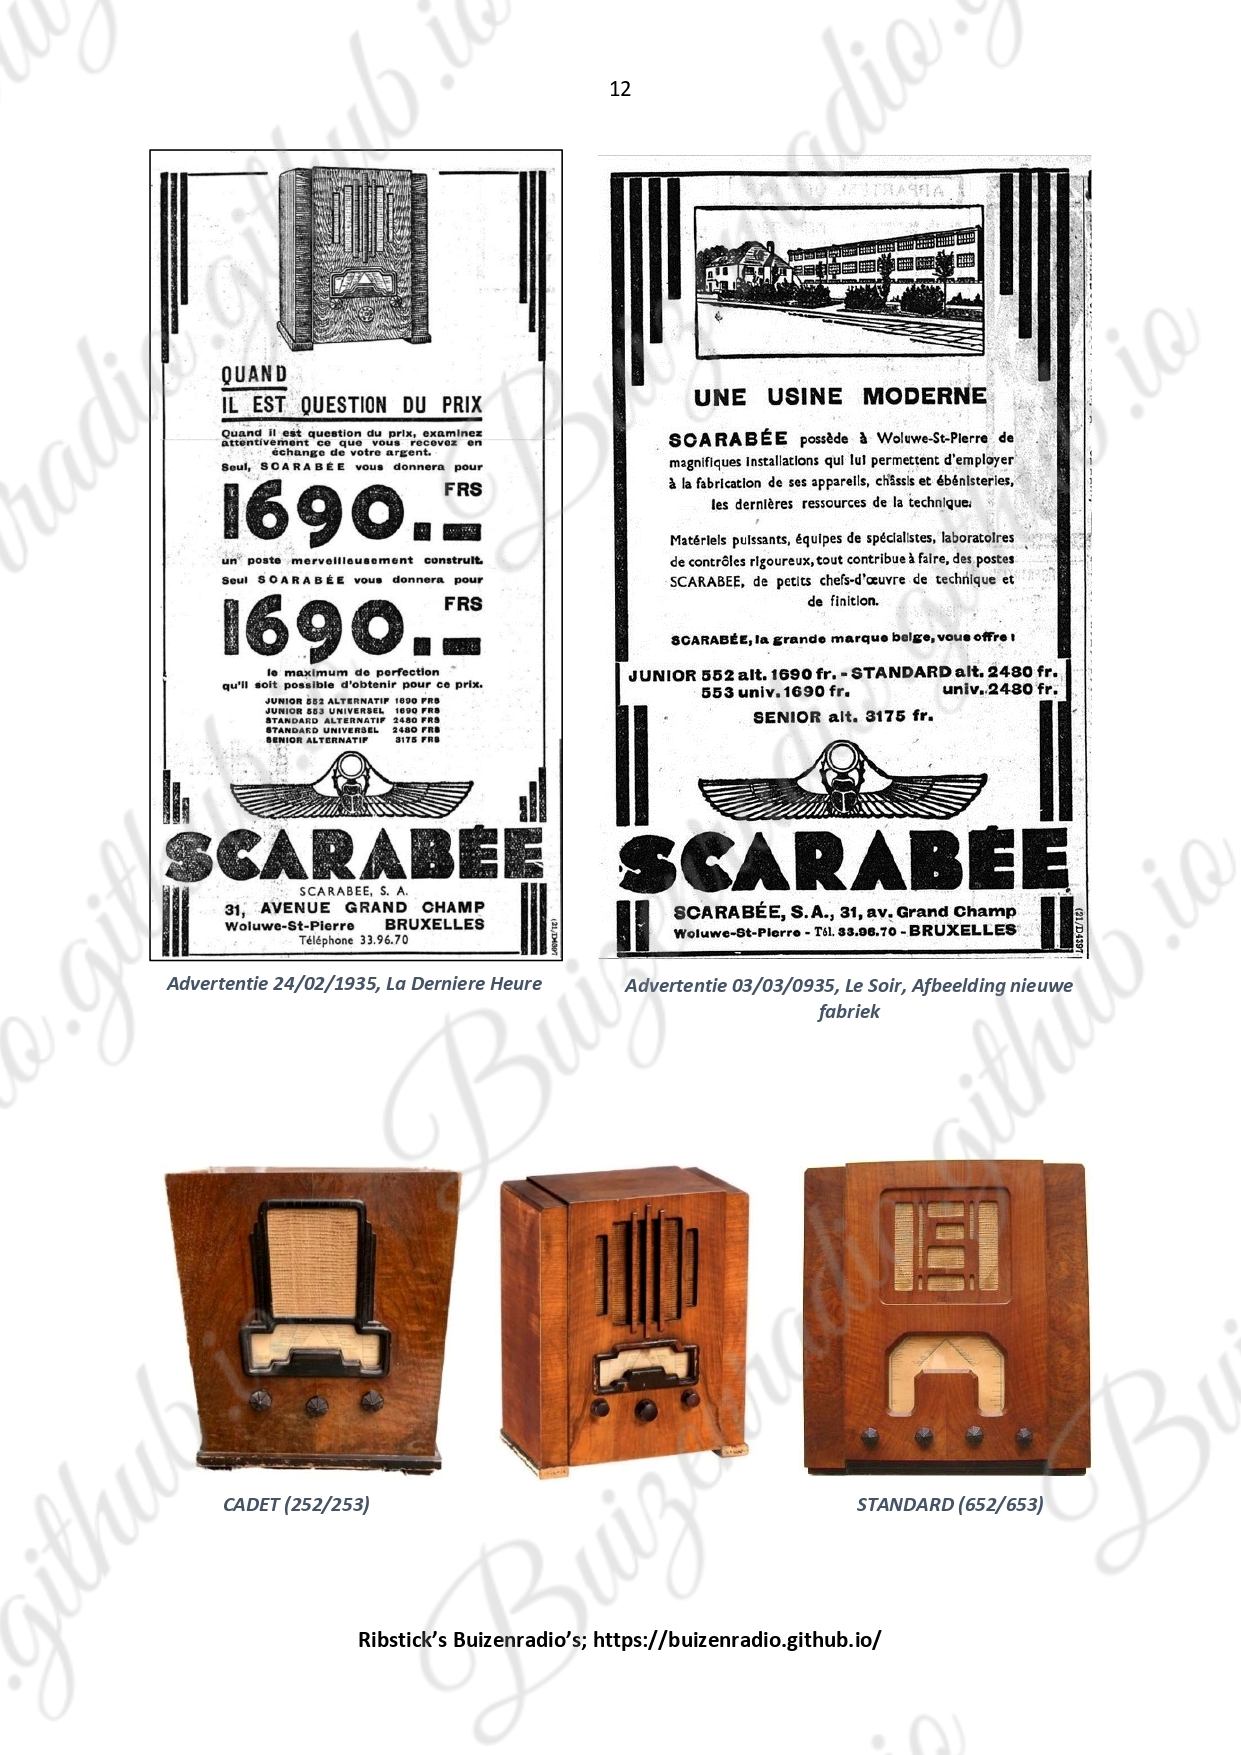 12
QUAND
IL EST QUESTION DU PRIX
Quand il est question du prix, examinez
attentivement ce que vous recevez en
échange de votre argent.
Seul, SCARABÉE vous donnera pour
1690.- FRS
un poste merveilleusement construit.
Seul SCARABÉE vous donnera pour
1690.- FRS
le maximum de perfection
qu'il soit possible d'obtenir pour ce prix.
JUNIOR 552 ALTERNATIF 1690 FRS
JUNIOR 553 UNIVERSEL 1690 FRS
STANDARD ALTERNATIF 2480 FRS
STANDARD UNIVERSEL 2480 FRS
SENIOR ALTERNATIF 3175 FRS
SCARABÉE
SCARABEE, S. A.
31, AVENUE GRAND CHAMP
Woluwe-St-Pierre BRUXELLES
Téléphone 33.96.70
(21/D4397
Advertentie 24/02/1935, La Derniere Heure
UNE USINE MODERNE
SCARABÉE possède à Woluwe-St-Pierre de
magnifiques installations qui lui permettent d'employer
à la fabrication de ses appareils, châssis et ébénisteries,
les dernières ressources de la technique.
Matériels puissants, équipes de spécialistes, laboratoires
de contrôles rigoureux, tout contribue à faire, des postes
SCARABEE, de petits chefs-d'œuvre de technique et
de finition.
SCARABÉE, la grande marque belge, vous offre :
JUNIOR 552 alt. 1690 fr. - STANDARD alt. 2480 fr.
553 univ. 1690 fr. univ. 2480 fr.
SENIOR alt. 3175 fr.
SCARABÉE
SCARABÉE, S.A., 31, av. Grand Champ
Woluwe-St-Pierre - Tél. 33.96.70 - BRUXELLES
(21/D4397
Advertentie 03/03/0935, Le Soir, Afbeelding nieuwe
fabriek
CADET (252/253)
STANDARD (652/653)
Ribstick’s Buizenradio’s; https://buizenradio.github.io/
Buizenradio.github.io